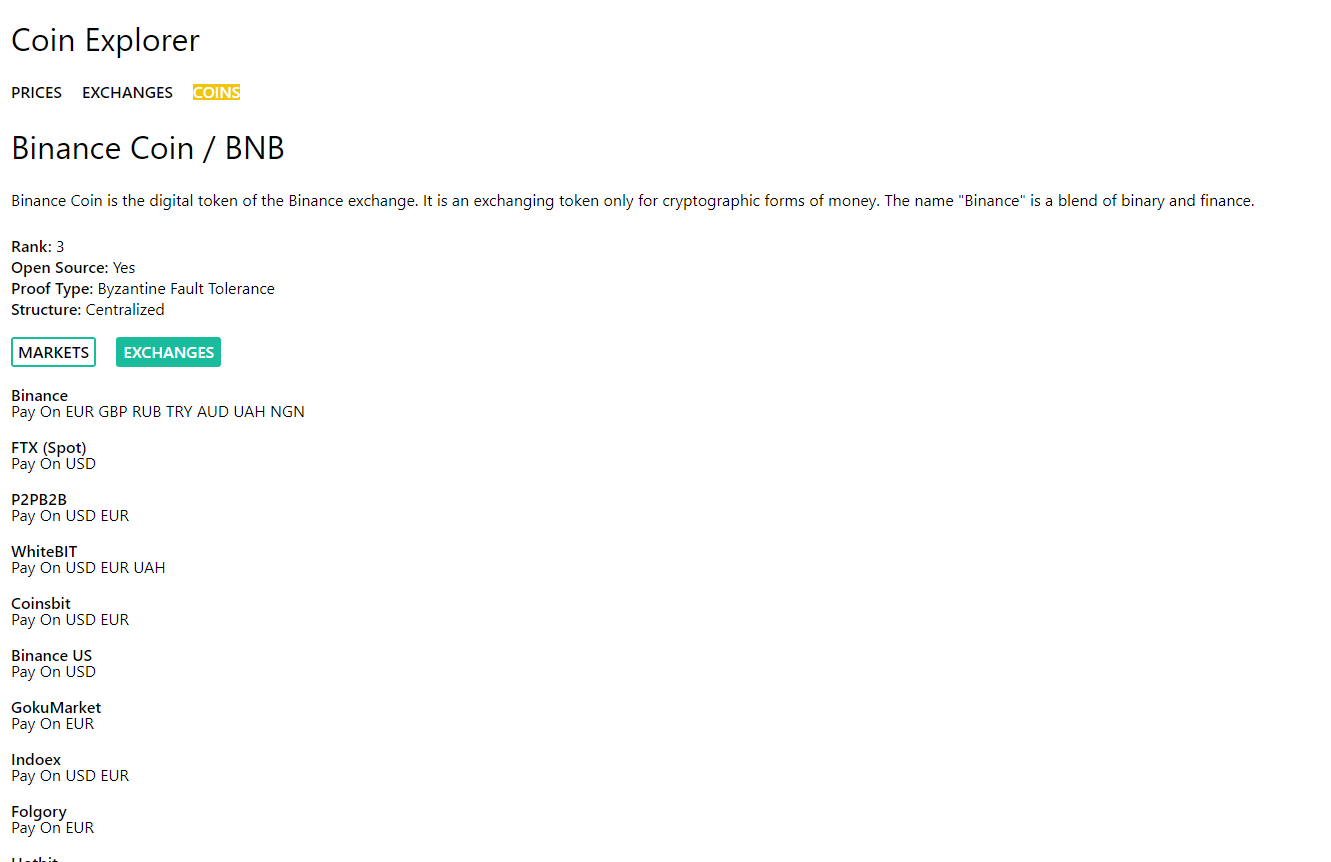 Coin Explorer
PRICES EXCHANGES COINS
Binance Coin / BNB
Binance Coin is the digital token of the Binance exchange. It is an exchanging token only for cryptographic forms of money. The name "Binance" is a blend of binary and finance.
Rank: 3
Open Source: Yes
Proof Type: Byzantine Fault Tolerance
Structure: Centralized
MARKETS EXCHANGES
Binance
Pay On EUR GBP RUB TRY AUD UAH NGN
FTX (Spot)
Pay On USD
P2PB2B
Pay On USD EUR
WhiteBIT
Pay On USD EUR UAH
Coinsbit
Pay On USD EUR
Binance US
Pay On USD
GokuMarket
Pay On EUR
Indoex
Pay On USD EUR
Folgory
Pay On EUR